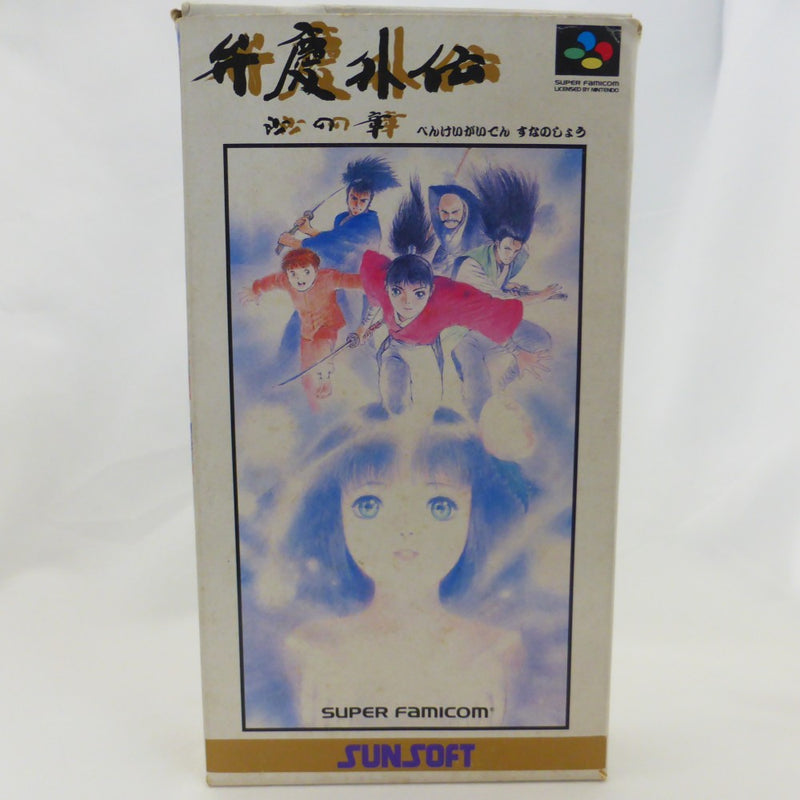 弁慶外伝
沙の章 べんけいがいでん すなのしょう
SUPER FAMICOM
LICENSED BY NINTENDO
SUPER FAMICOM®
SUNSOFT